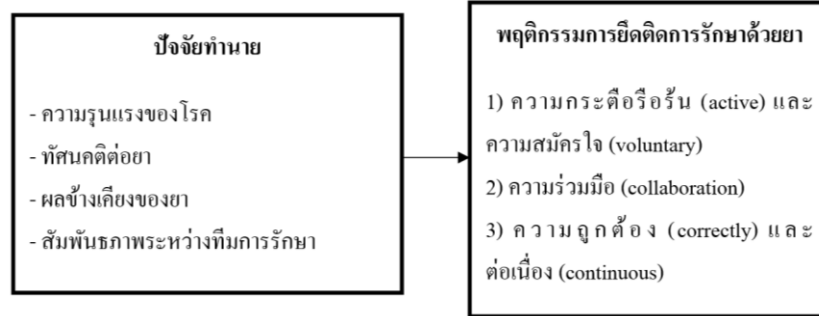 ปัจจัยทำนาย
- ความรุนแรงของโรค
- ทัศนคติต่อยา
- ผลข้างเคียงของยา
- สัมพันธภาพระหว่างทีมการรักษา
พฤติกรรมการยึดติดการรักษาด้วยยา
1) ความกระตือรือร้น (active) และ
ความสมัครใจ (voluntary)
2) ความร่วมมือ (collaboration)
3) ความถูกต้อง (correctly) และ
ต่อเนื่อง (continuous)